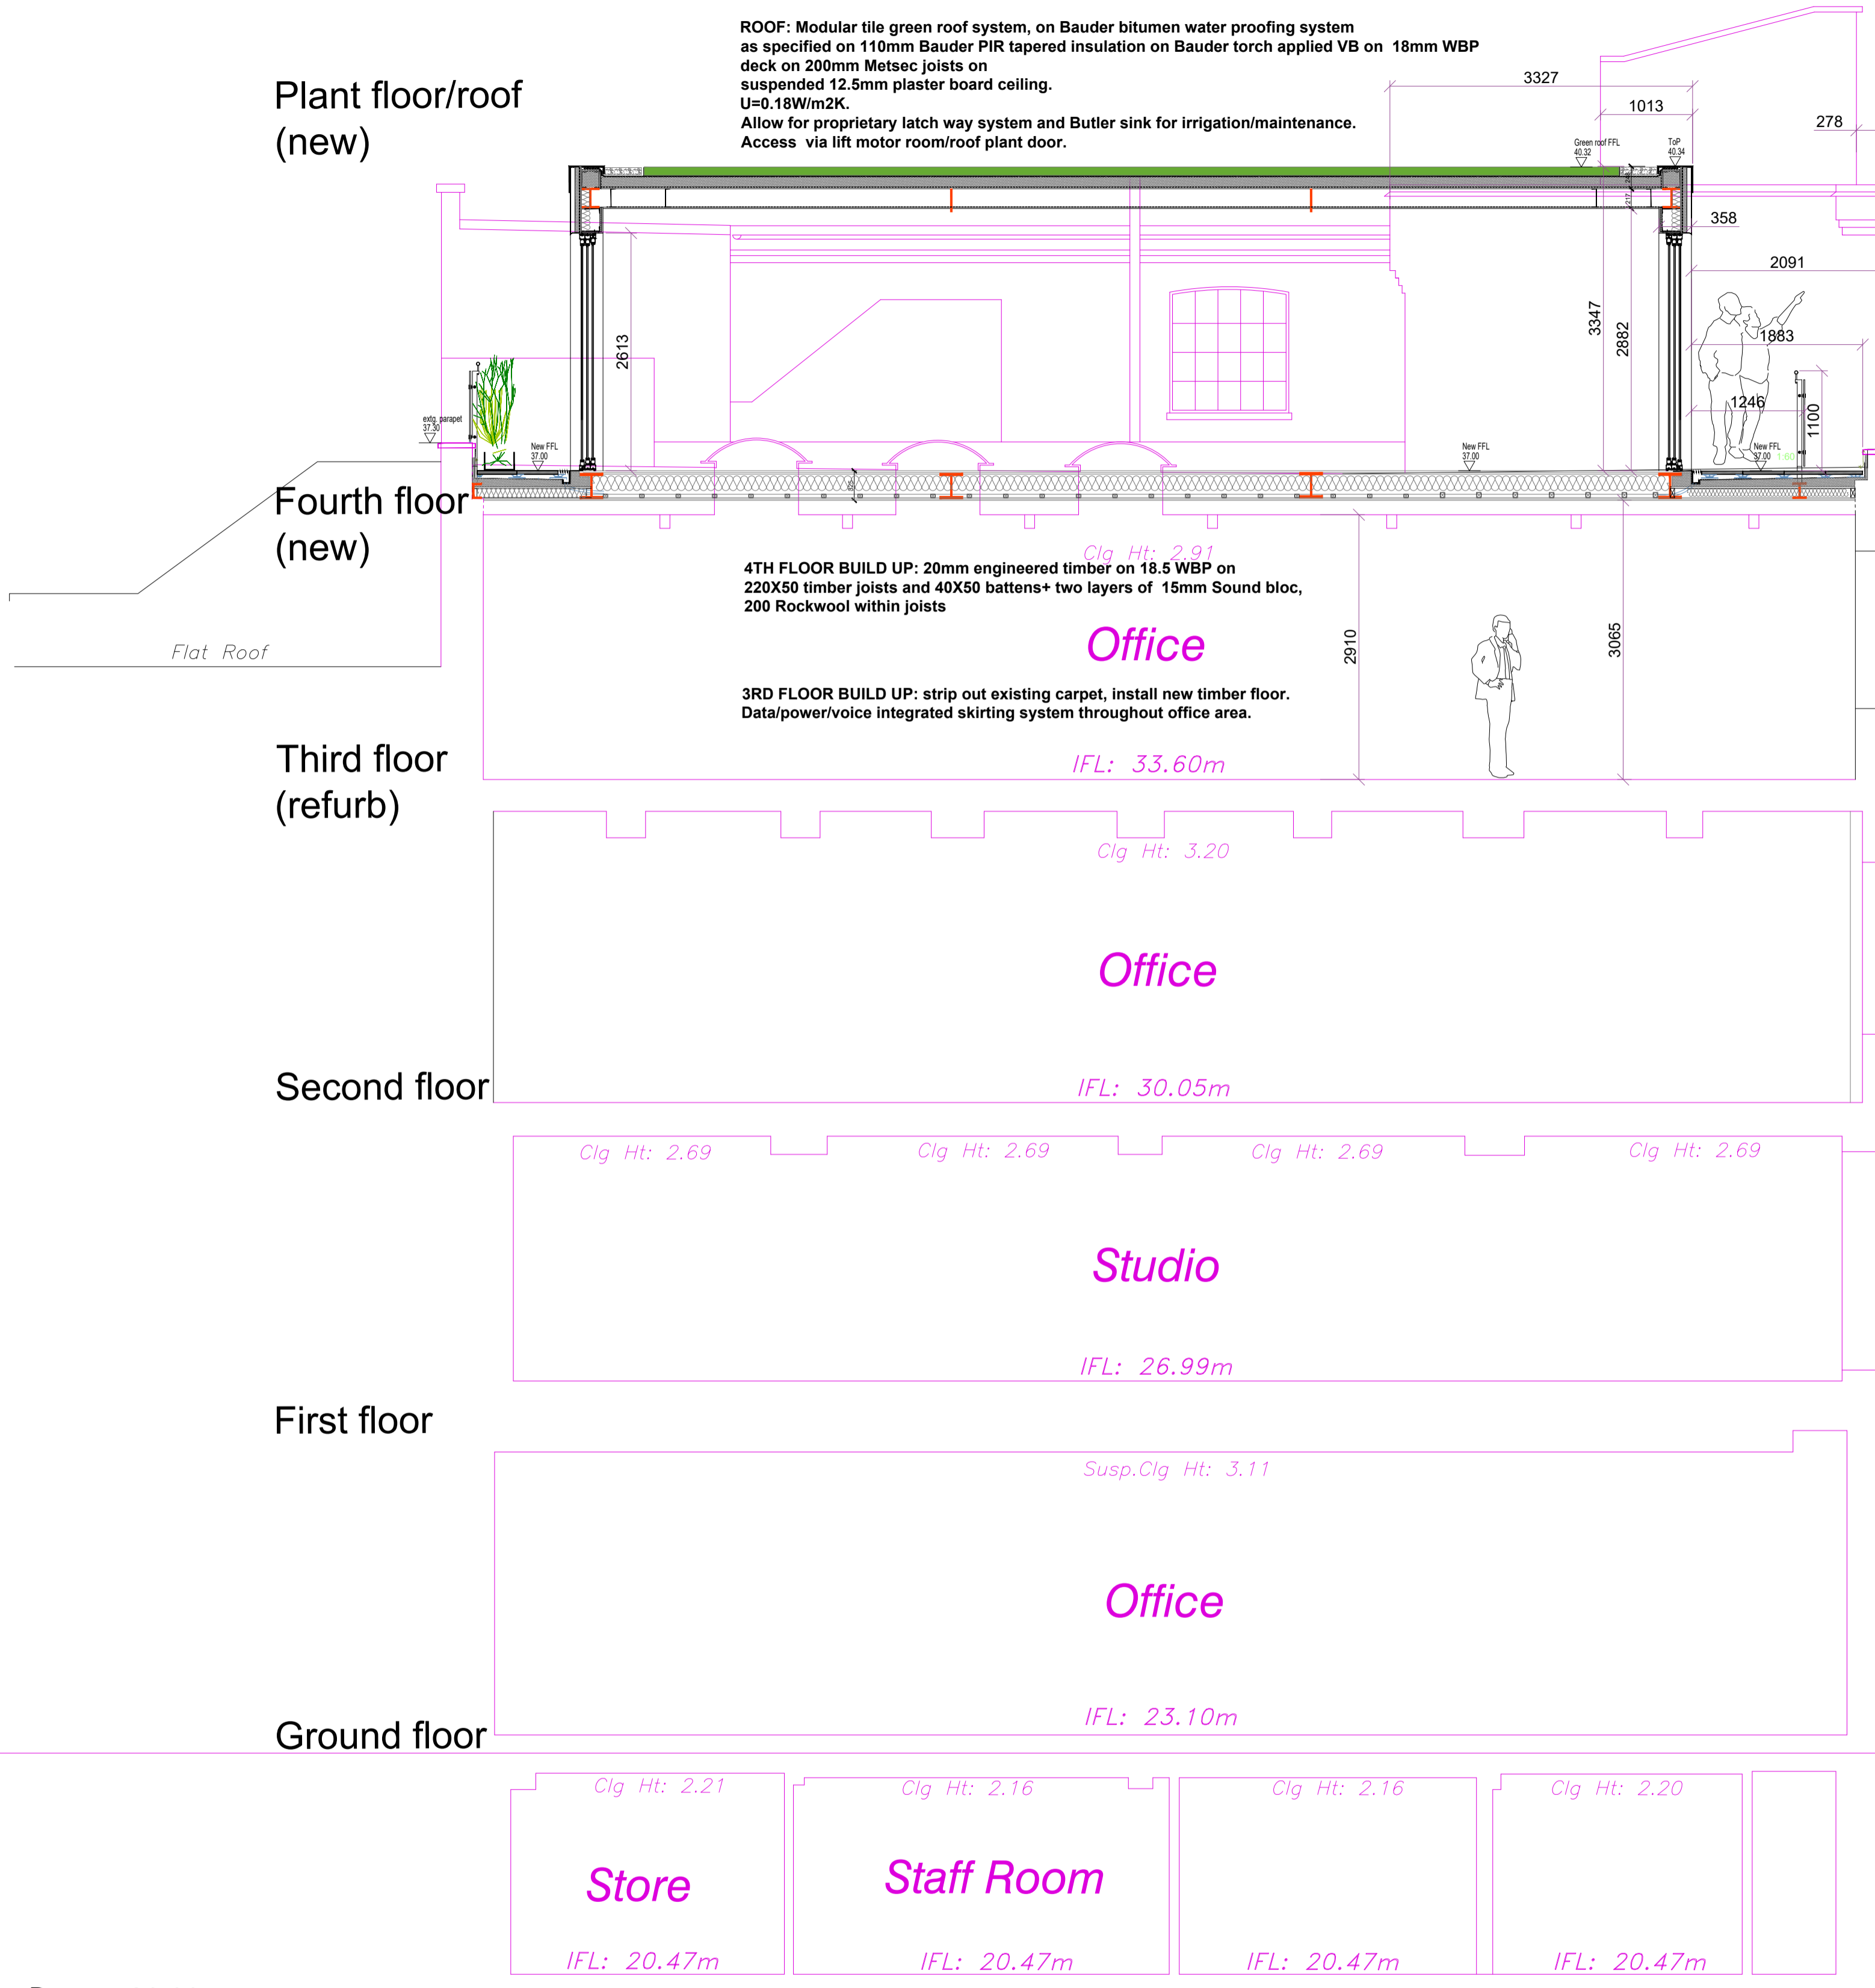 ROOF: Modular tile green roof system, on Bauder bitumen water proofing system
as specified on 110mm Bauder PIR tapered insulation on Bauder torch applied VB on 18mm WBP
deck on 200mm Metsec joists on
suspended 12.5mm plaster board ceiling.
U=0.18W/m2K.
Allow for proprietary latch way system and Butler sink for irrigation/maintenance.
Access via lift motor room/roof plant door.
Plant floor/roof
(new)
3327
1013
278
Green roof FFL
40.32
ToP
40.34
217
358
2091
2613
3347
2882
1883
1246
1100
extg. parapet
37.30
New FFL
37.00
New FFL
37.00
New FFL
37.00
1:60
Fourth floor
(new)
Clg Ht: 2.91
4TH FLOOR BUILD UP: 20mm engineered timber on 18.5 WBP on
220X50 timber joists and 40X50 battens+ two layers of 15mm Sound bloc,
200 Rockwool within joists
Office
2910
3065
Flat Roof
3RD FLOOR BUILD UP: strip out existing carpet, install new timber floor.
Data/power/voice integrated skirting system throughout office area.
IFL: 33.60m
Third floor
(refurb)
Clg Ht: 3.20
Office
IFL: 30.05m
Second floor
Clg Ht: 2.69
Clg Ht: 2.69
Clg Ht: 2.69
Clg Ht: 2.69
Studio
IFL: 26.99m
First floor
Susp.Clg Ht: 3.11
Office
IFL: 23.10m
Ground floor
Clg Ht: 2.21
Clg Ht: 2.16
Clg Ht: 2.16
Clg Ht: 2.20
Store
Staff Room
IFL: 20.47m
IFL: 20.47m
IFL: 20.47m
IFL: 20.47m